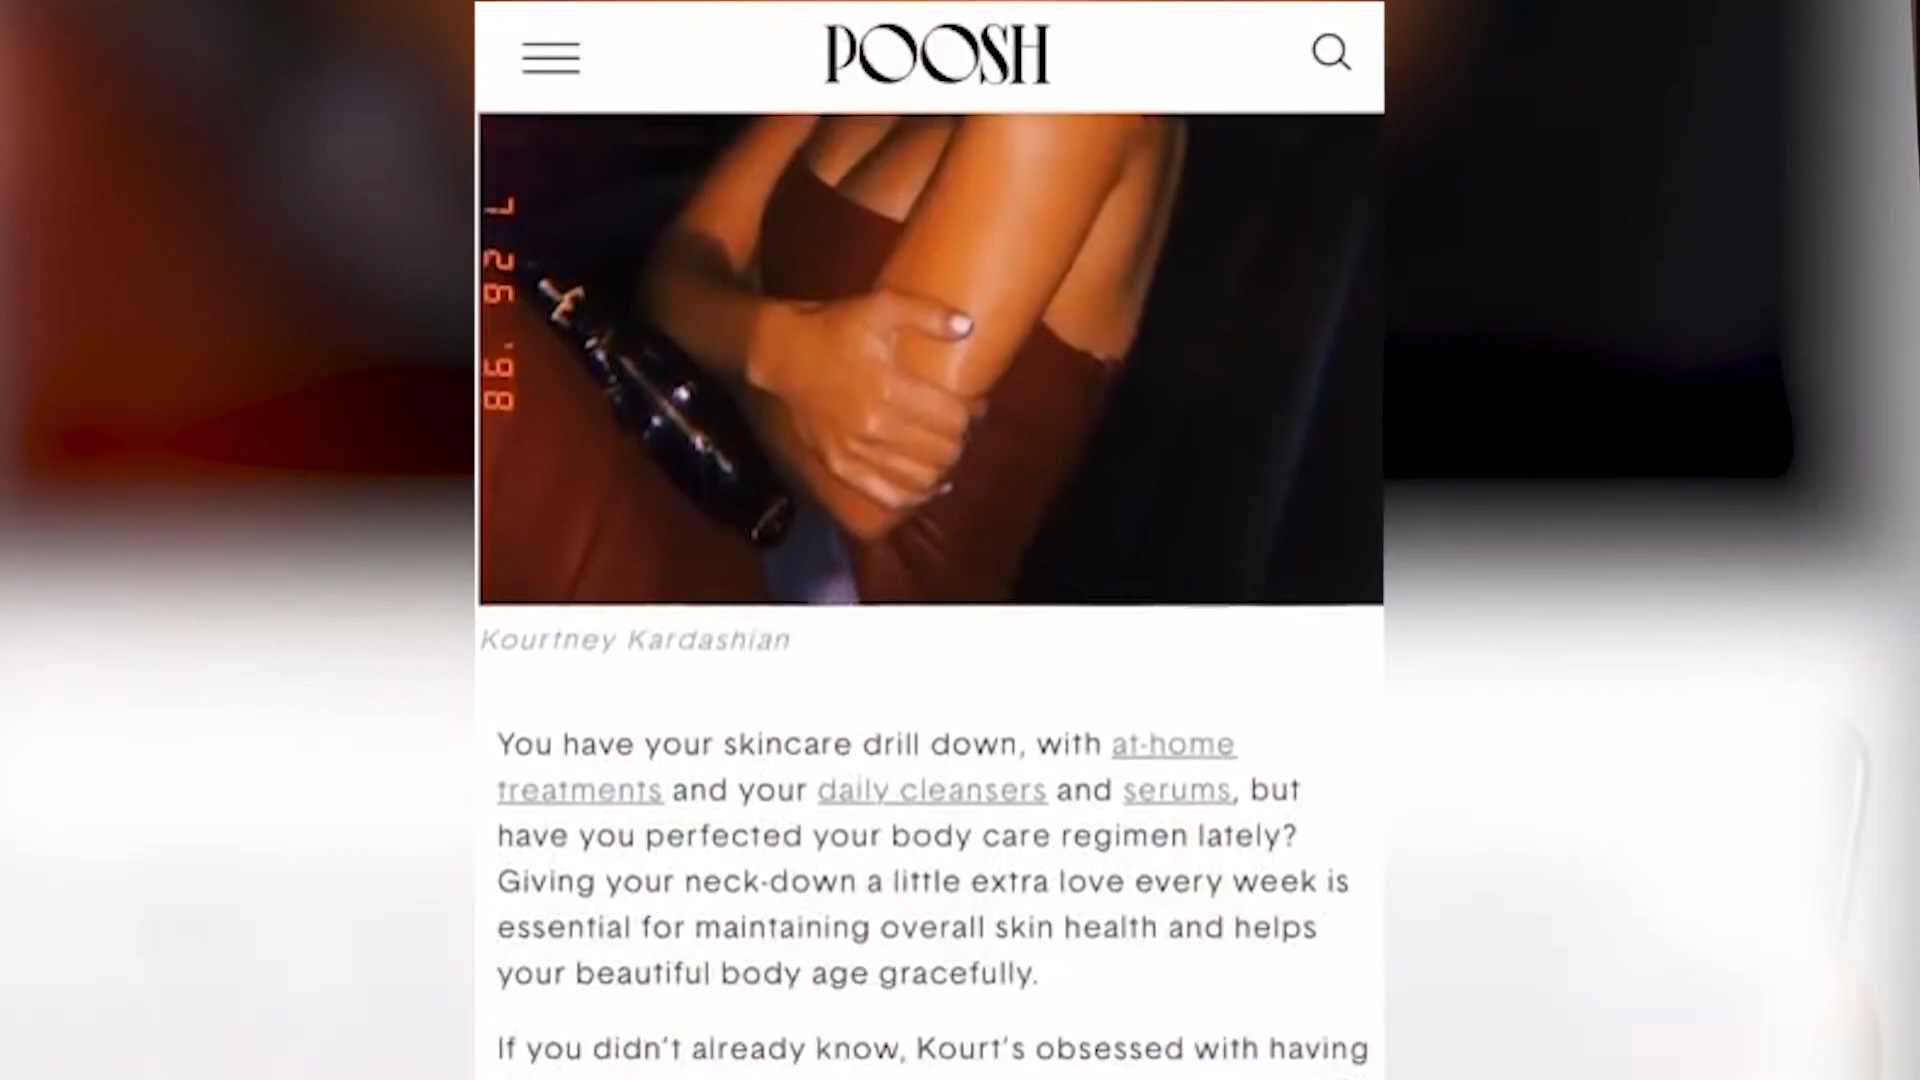 POOSH
7 26 '98
Kourtney Kardashian
You have your skincare drill down, with at-home
treatments and your daily cleansers and serums, but
have you perfected your body care regimen lately?
Giving your neck-down a little extra love every week is
essential for maintaining overall skin health and helps
your beautiful body age gracefully.
If you didn't already know, Kourt's obsessed with having